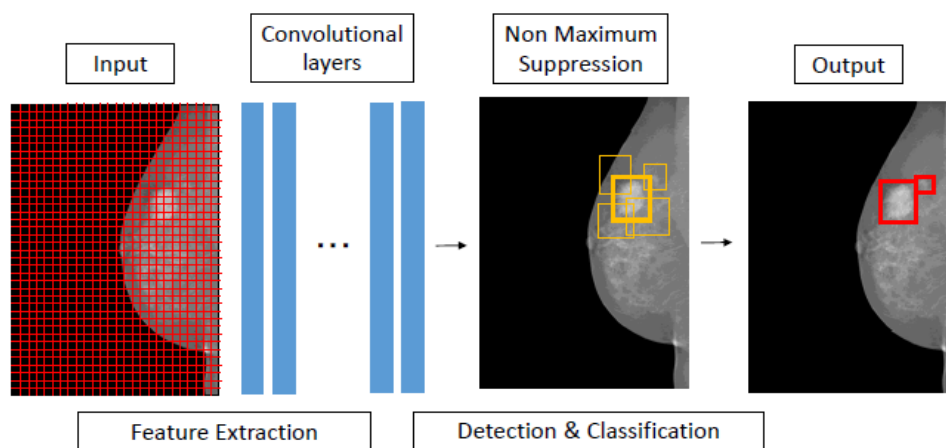 Input
Convolutional
layers
Non Maximum
Suppression
Output
...
Feature Extraction
Detection & Classification